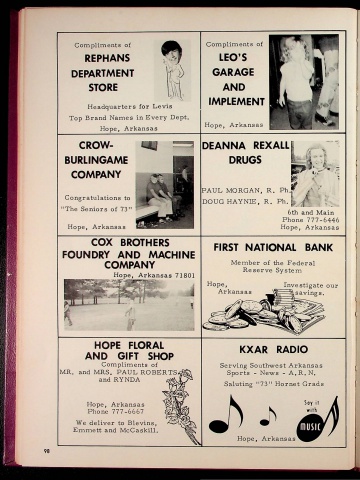 Compliments of
REPHANS
DEPARTMENT
STORE
Headquarters for Levis
Top Brand Names in Every Dept.
Hope, Arkansas
Compliments of
LEO'S
GARAGE
AND
IMPLEMENT
Hope, Arkansas
CROW-
BURLINGAME
COMPANY
Congratulations to
"The Seniors of 73"
Hope, Arkansas
DEANNA REXALL
DRUGS
PAUL MORGAN, R. Ph.
DOUG HAYNIE, R. Ph.
6th and Main
Phone 777-6446
Hope, Arkansas
COX BROTHERS
FOUNDRY AND MACHINE
COMPANY
Hope, Arkansas 71801
FIRST NATIONAL BANK
Member of the Federal
Reserve System
Hope,
Arkansas
Investigate our
savings.
HOPE FLORAL
AND GIFT SHOP
Compliments of
MR. and MRS. PAUL ROBERTS
and RYNDA
Hope, Arkansas
Phone 777-6667
We deliver to Blevins,
Emmett and McCaskill.
KXAR RADIO
Serving Southwest Arkansas
Sports - News - A.R.N.
Saluting "73" Hornet Grads
Say it
with
MUSIC
Hope, Arkansas
98